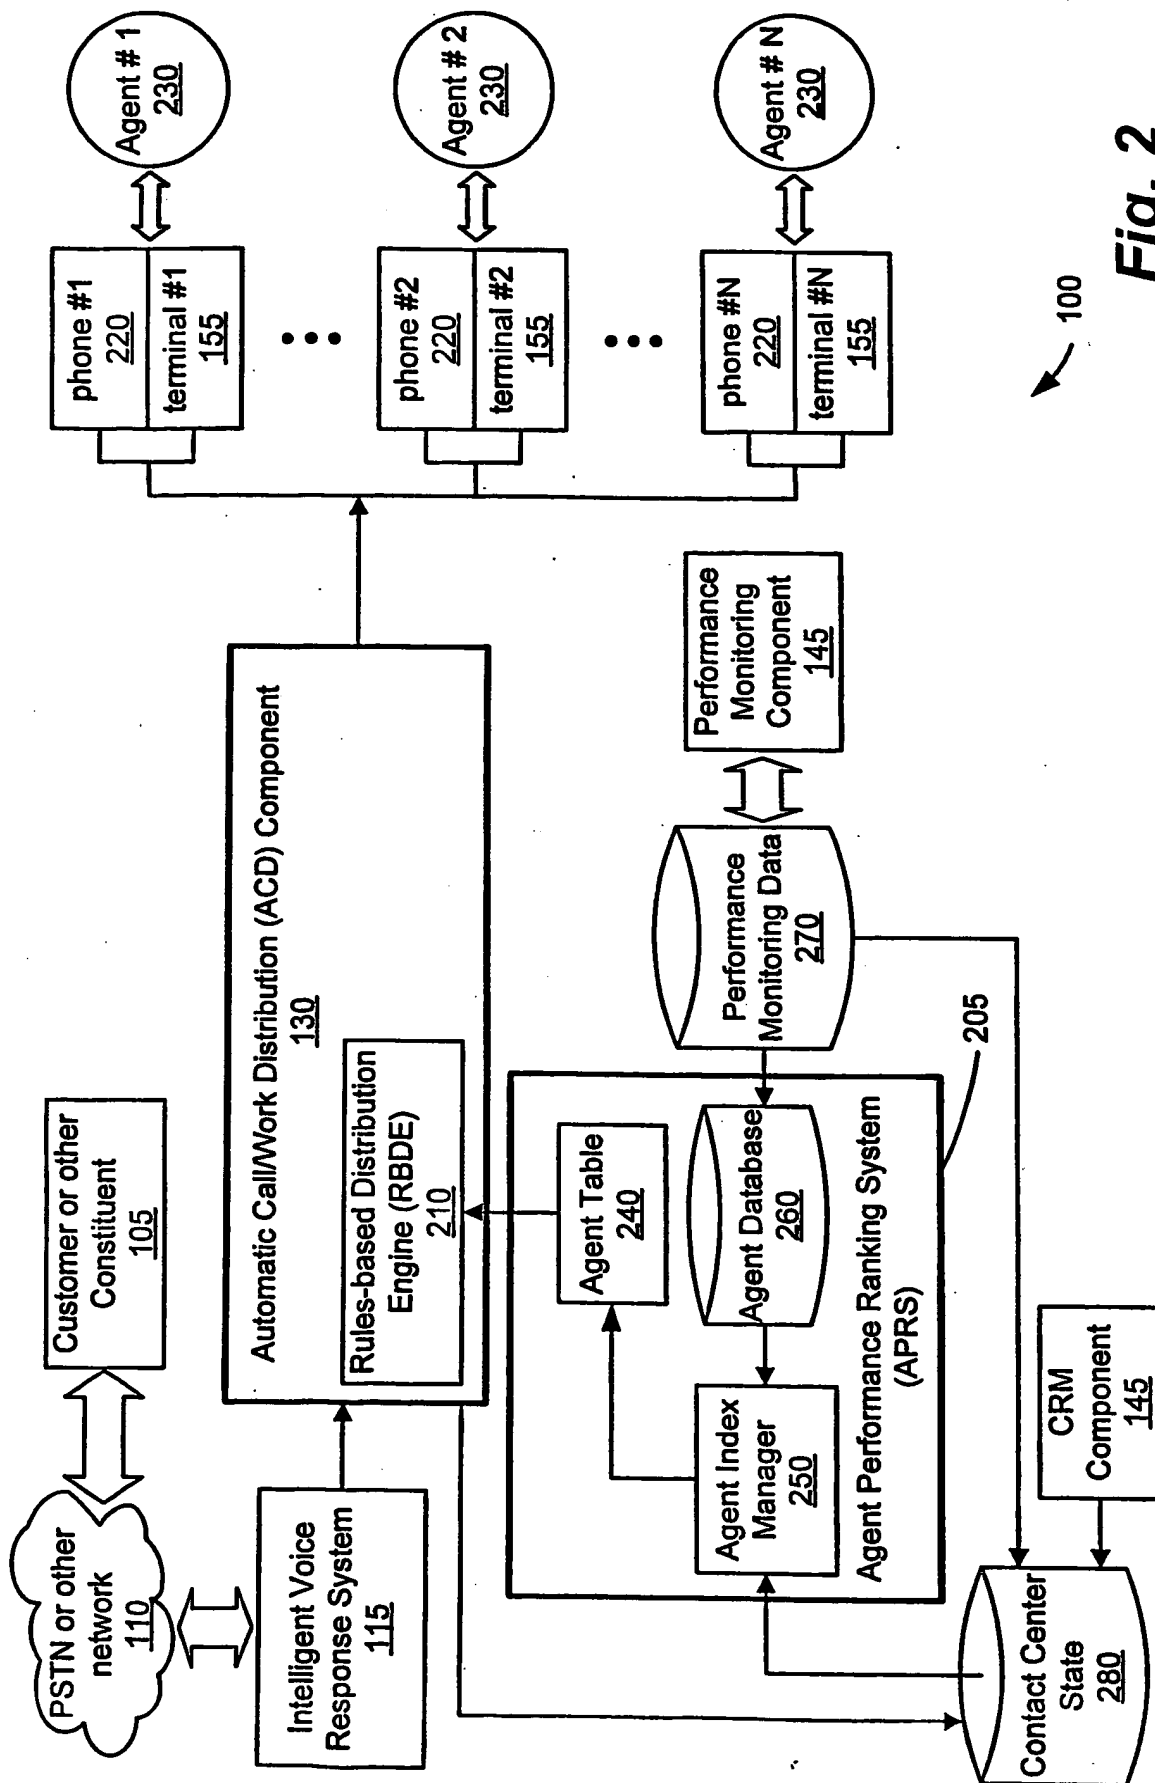 PSTN or other
network
110
Customer or other
Constituent
105
Intelligent Voice
Response System
115
Automatic Call/Work Distribution (ACD) Component
130
Rules-based Distribution
Engine (RBDE)
210
phone #1
220
terminal #1
155
Agent # 1
230
phone #2
220
terminal #2
155
Agent # 2
230
phone #N
220
terminal #N
155
Agent # N
230
Agent Table
240
Agent Index
Manager
250
Agent Database
260
Agent Performance Ranking System
(APRS)
205
Performance
Monitoring Data
270
Performance
Monitoring
Component
145
Contact Center
State
280
CRM
Component
145
100
Fig. 2